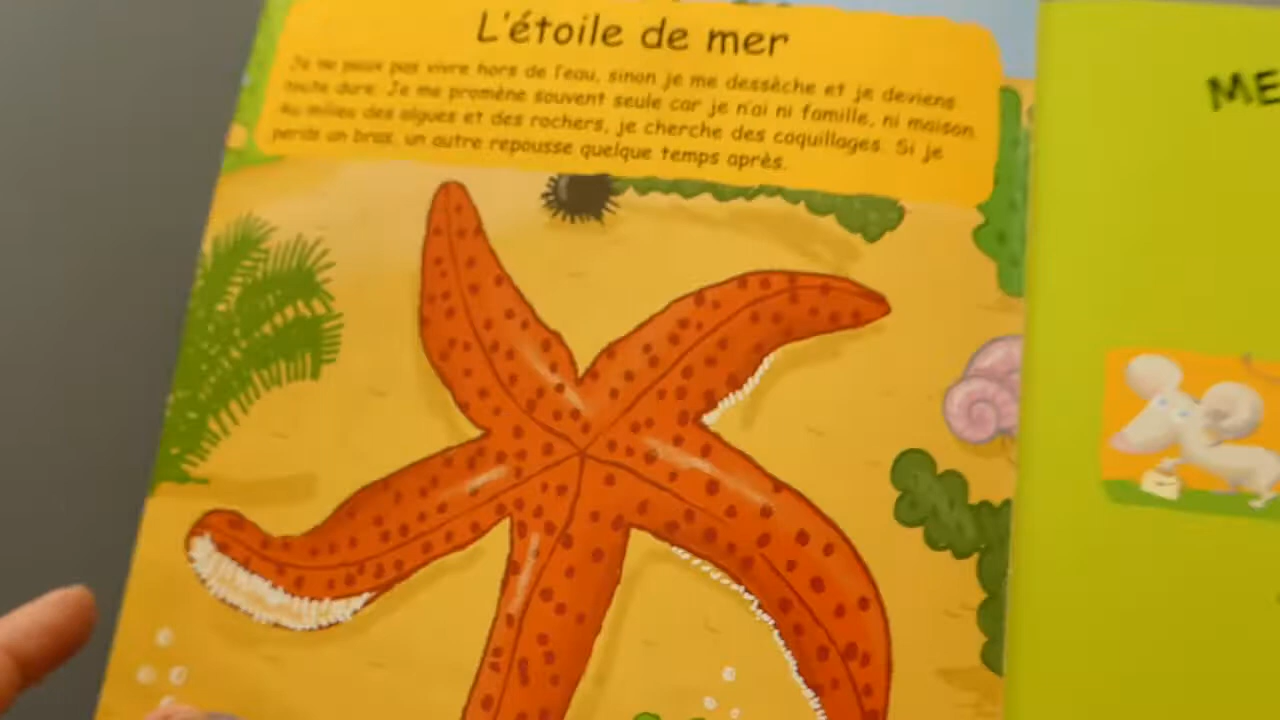 L'étoile de mer
Je ne peux pas vivre hors de l'eau, sinon je me dessèche et je deviens
toute dure. Je me promène souvent seule car je n'ai ni famille, ni maison.
Au milieu des algues et des rochers, je cherche des coquillages. Si je
perds un bras, un autre repousse quelque temps après.
ME